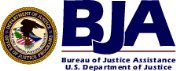 BJA
Bureau of Justice Assistance
U.S. Department of Justice